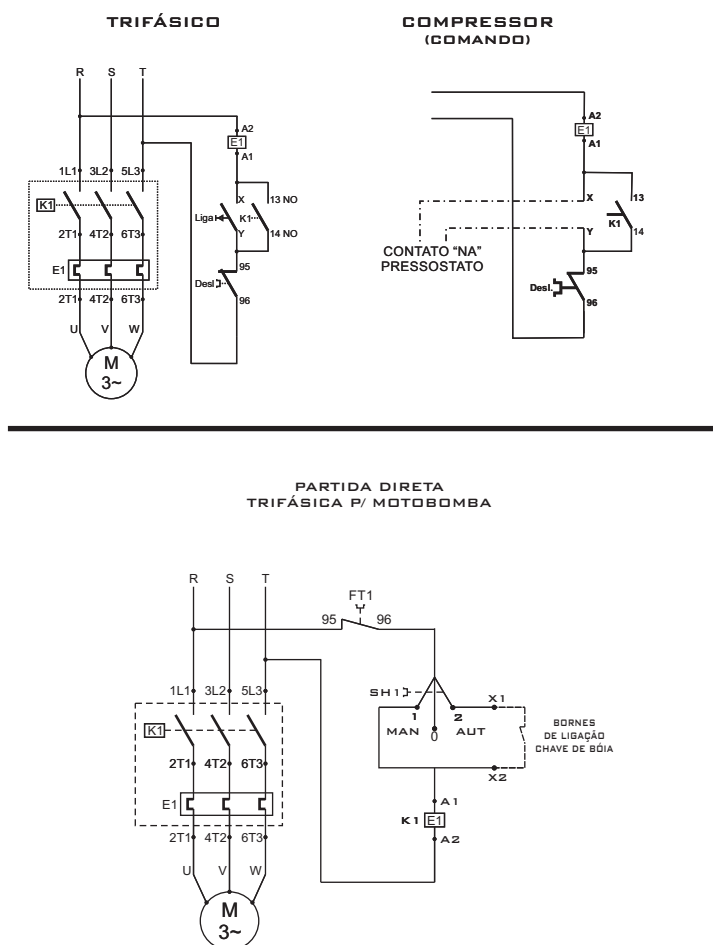 TRIFÁSICO
COMPRESSOR
(COMANDO)
R S T
A2
E1
A1
1L1 3L2 5L3
K1
X 13 NO
Liga K1
Y 14 NO
2T1 4T2 6T3
E1
95
Desl
96
2T1 4T2 6T3
U V W
M
3~
A2
E1
A1
X 13
K1
Y 14
CONTATO “NA”
PRESSOSTATO
95
Desl.
96
PARTIDA DIRETA
TRIFÁSICA P/ MOTOBOMBA
R S T
FT1
95 96
1L1 3L2 5L3
SH1
X1
1 2
MAN 0 AUT
BORNES
DE LIGAÇÃO
CHAVE DE BÓIA
K1
2T1 4T2 6T3
X2
E1
A1
K1 E1
A2
2T1 4T2 6T3
U V W
M
3~